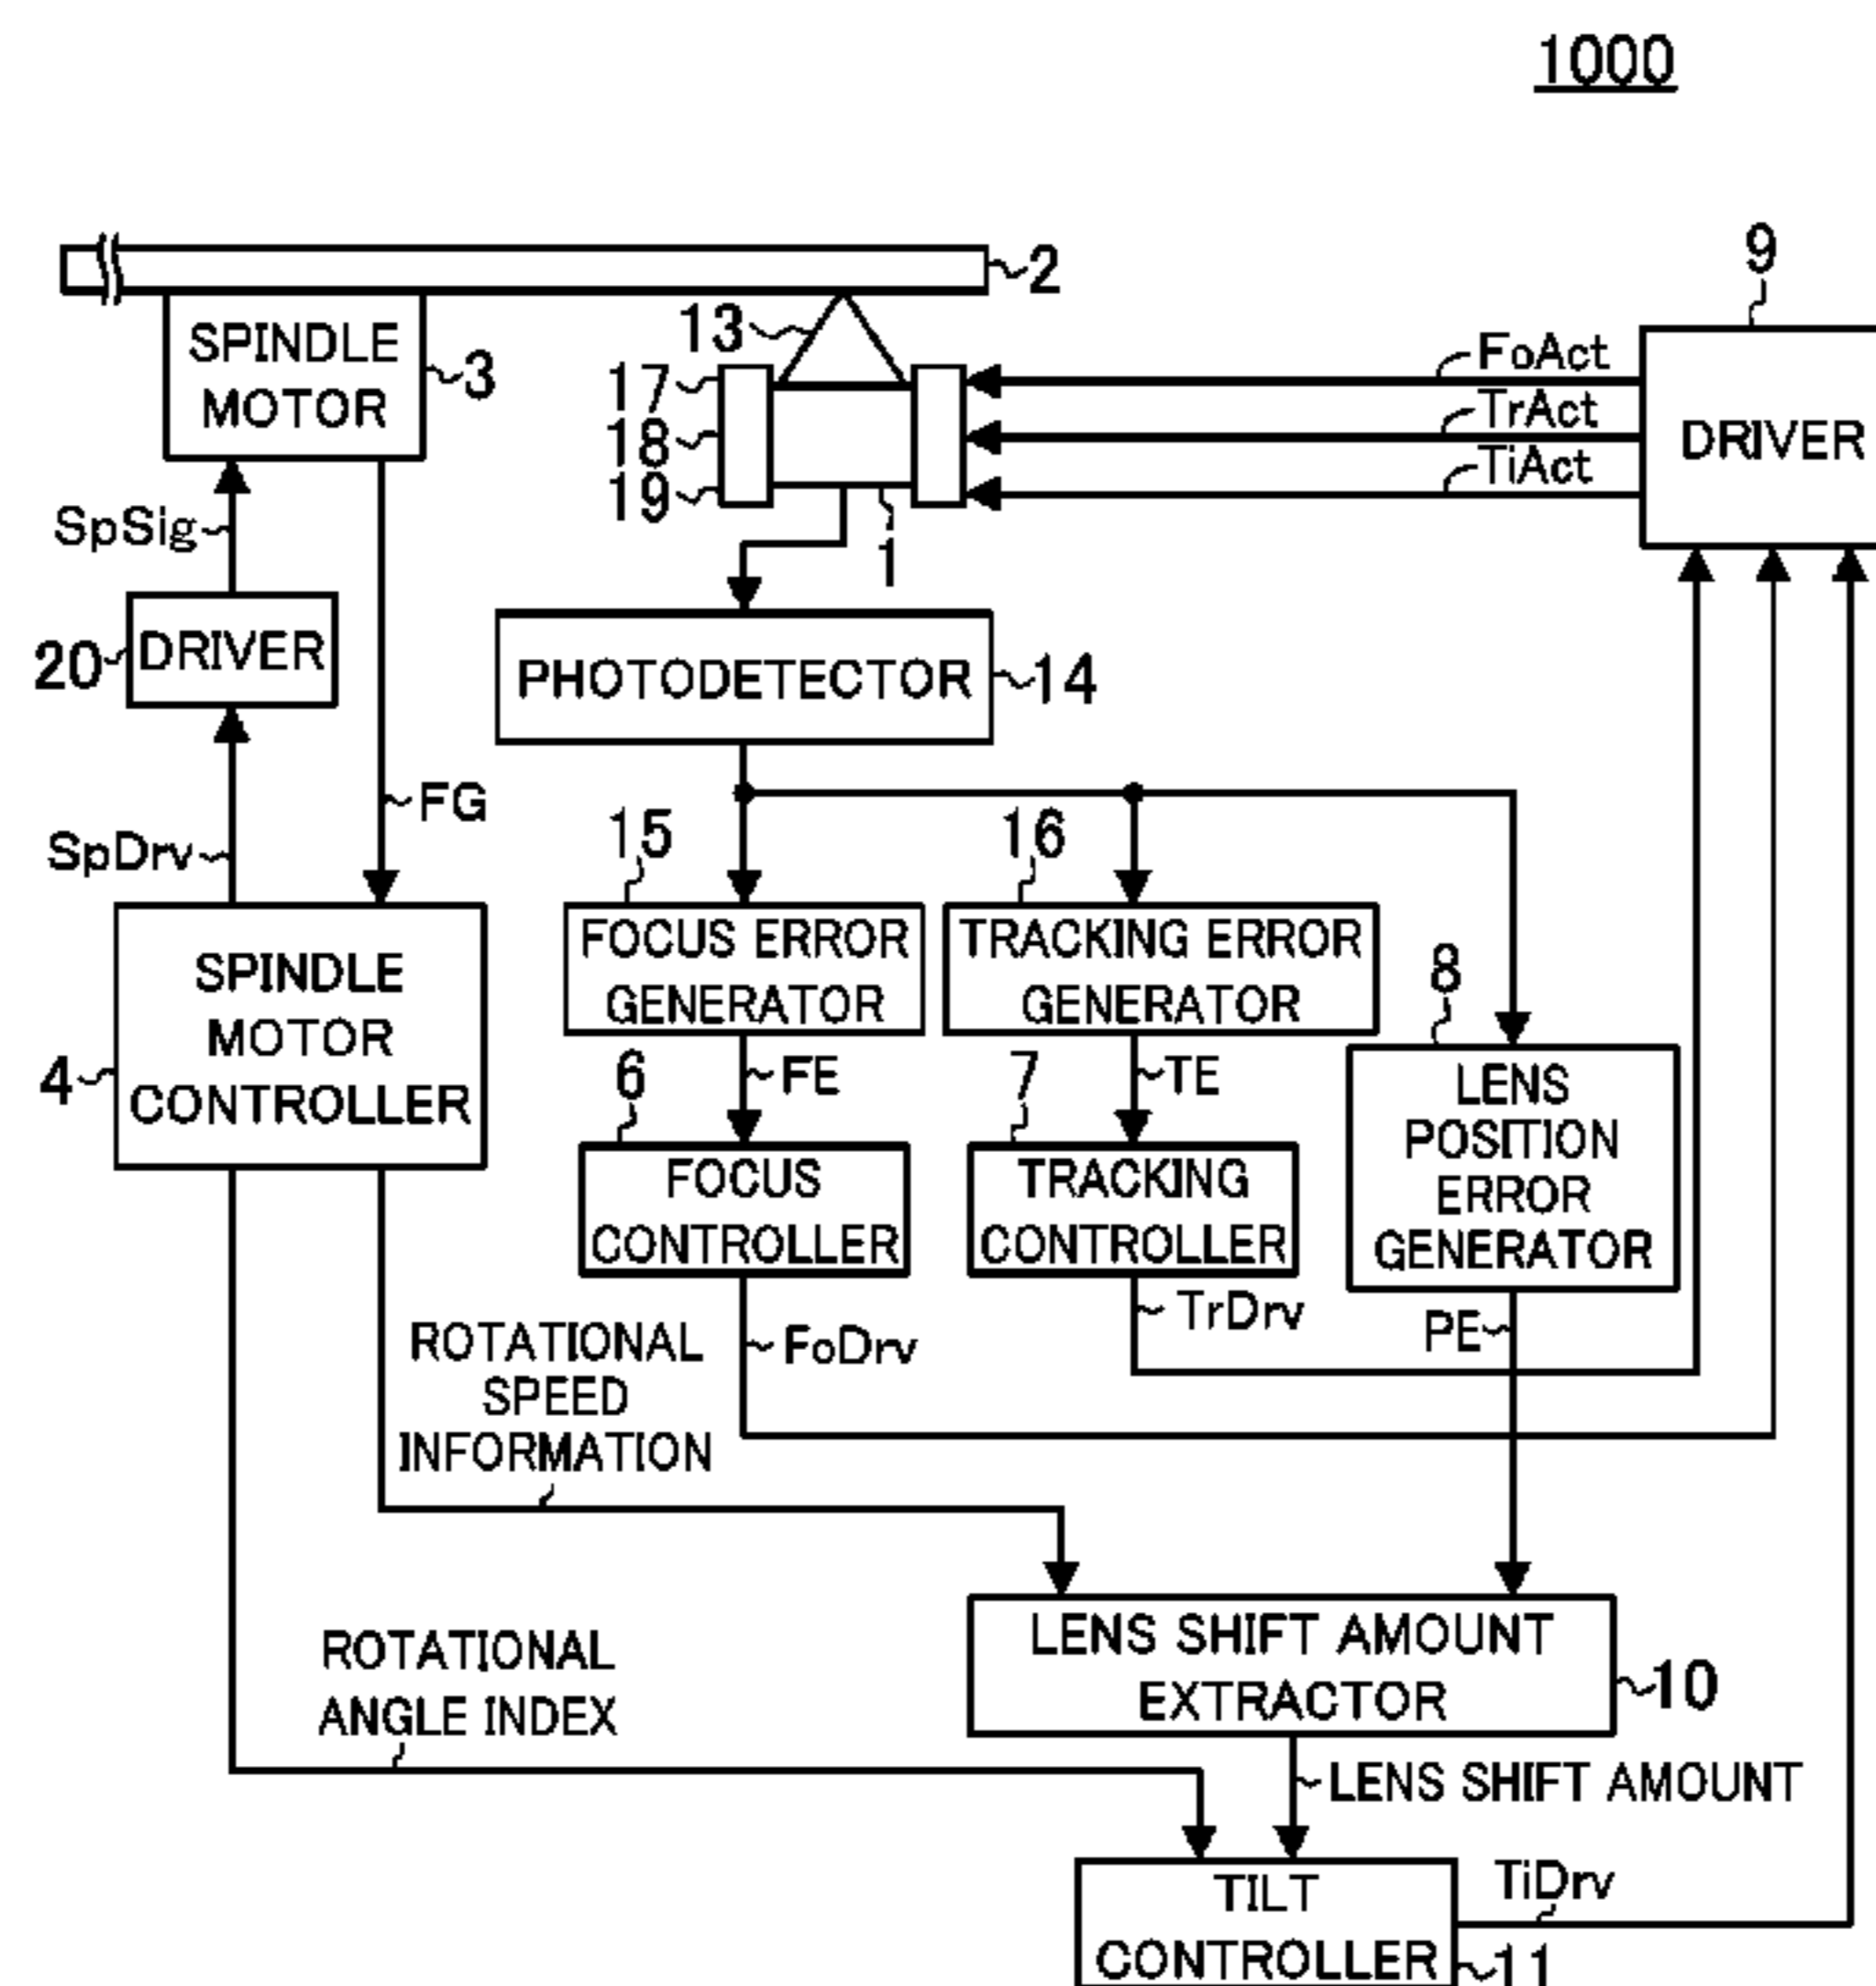 1000
2
9
SPINDLE
MOTOR
3
13
17
18
19
1
FoAct
TrAct
TiAct
DRIVER
SpSig
20
DRIVER
PHOTODETECTOR
14
FG
SpDrv
15
16
FOCUS ERROR
GENERATOR
TRACKING ERROR
GENERATOR
8
4
SPINDLE
MOTOR
CONTROLLER
6
FE
7
TE
LENS
POSITION
ERROR
GENERATOR
FOCUS
CONTROLLER
TRACKING
CONTROLLER
ROTATIONAL
SPEED
INFORMATION
FoDrv
TrDrv
PE
LENS SHIFT AMOUNT
EXTRACTOR
10
ROTATIONAL
ANGLE INDEX
LENS SHIFT AMOUNT
TILT
CONTROLLER
TiDrv
11